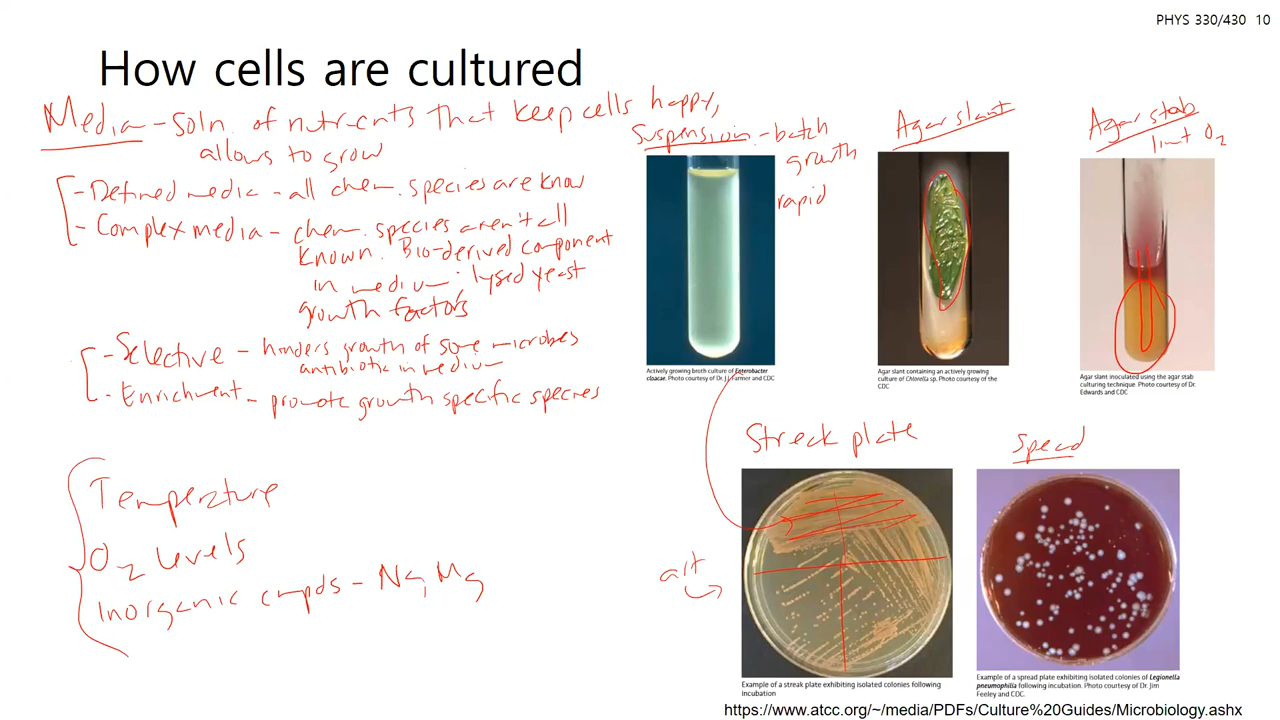 PHYS 330/430 10
How cells are cultured
Media - soln. of nutrients that keep cells happy,
allows to grow
- Defined media - all chem. species are know
- Complex media - chem. species aren't all
known. Bio-derived component
in medium: lysed yeast
growth factors
- Selective - hinders growth of some microbes
antibiotic in medium
- Enrichment - promote growth specific species
Temperature
O2 levels
Inorganic cmpds - Na, Mg
Suspension - batch
growth
rapid
Actively growing broth culture of Enterobacter
cloacae. Photo courtesy of Dr. J.J Farmer and CDC
Agar slant
Agar slant containing an actively growing
culture of Chlorella sp. Photo courtesy of the
CDC
Agar stab
limit O2
Agar slant inoculated using the agar stab
culturing technique. Photo courtesy of Dr.
Edwards and CDC
Streak plate
Example of a streak plate exhibiting isolated colonies following
incubation
Spead
Example of a spread plate exhibiting isolated colonies of Legionella
pneumophila following incubation. Photo courtesy of Dr. Jim
Feeley and CDC.
https://www.atcc.org/~/media/PDFs/Culture%20Guides/Microbiology.ashx